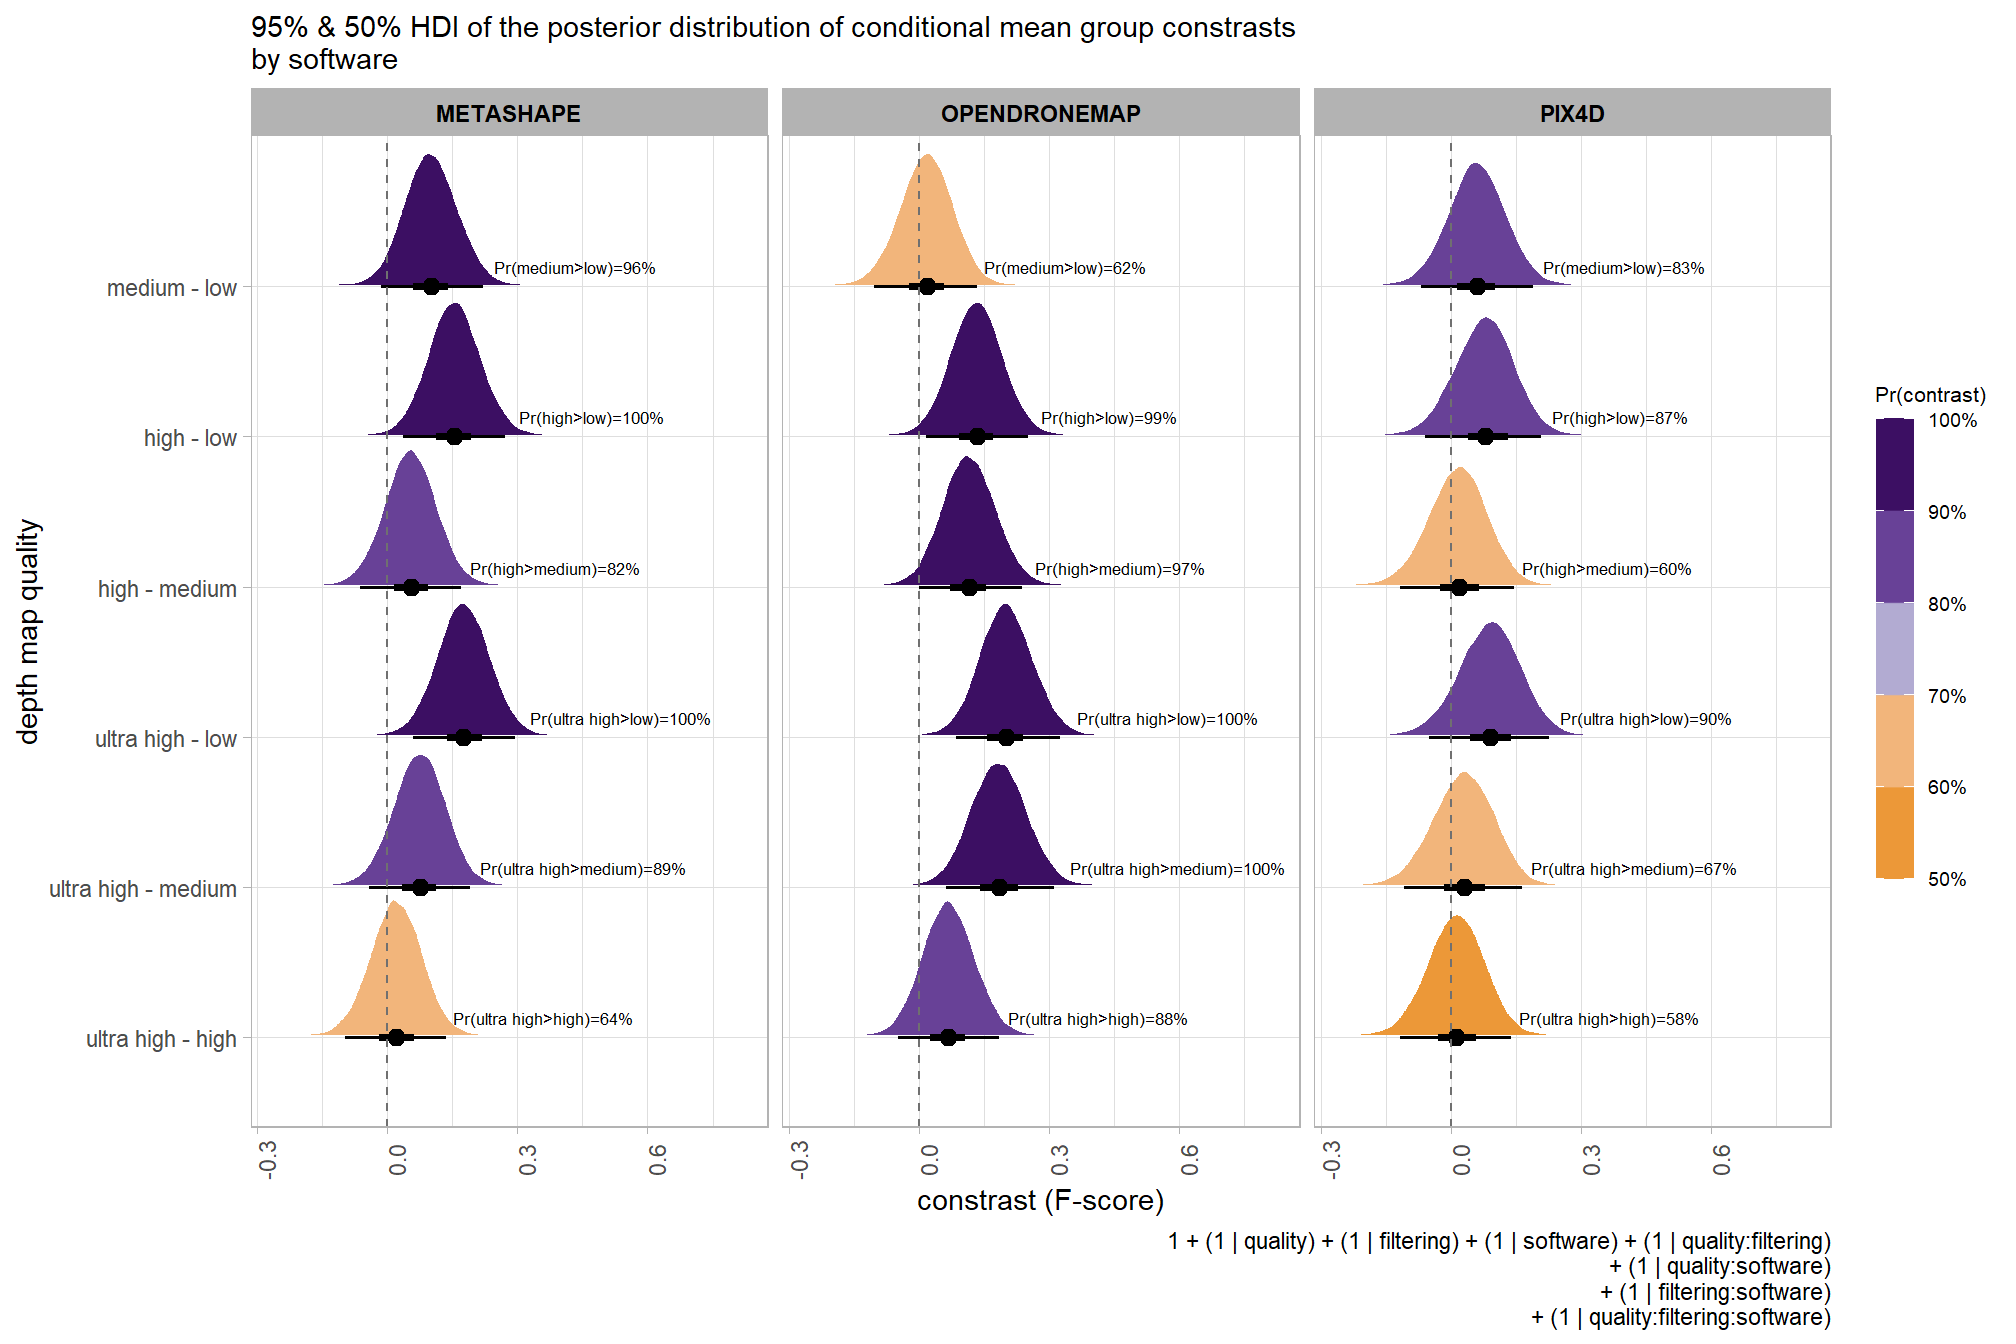 95% & 50% HDI of the posterior distribution of conditional mean group constrasts
by software
METASHAPE
OPENDRONEMAP
PIX4D
depth map quality
medium - low
Pr(medium>low)=96%
Pr(medium>low)=62%
Pr(medium>low)=83%
high - low
Pr(high>low)=100%
Pr(high>low)=99%
Pr(high>low)=87%
high - medium
Pr(high>medium)=82%
Pr(high>medium)=97%
Pr(high>medium)=60%
ultra high - low
Pr(ultra high>low)=100%
Pr(ultra high>low)=100%
Pr(ultra high>low)=90%
ultra high - medium
Pr(ultra high>medium)=89%
Pr(ultra high>medium)=100%
Pr(ultra high>medium)=67%
ultra high - high
Pr(ultra high>high)=64%
Pr(ultra high>high)=88%
Pr(ultra high>high)=58%
-0.3
0.0
0.3
0.6
-0.3
0.0
0.3
0.6
-0.3
0.0
0.3
0.6
constrast (F-score)
Pr(contrast)
100%
90%
80%
70%
60%
50%
1 + (1 | quality) + (1 | filtering) + (1 | software) + (1 | quality:filtering)
+ (1 | quality:software)
+ (1 | filtering:software)
+ (1 | quality:filtering:software)